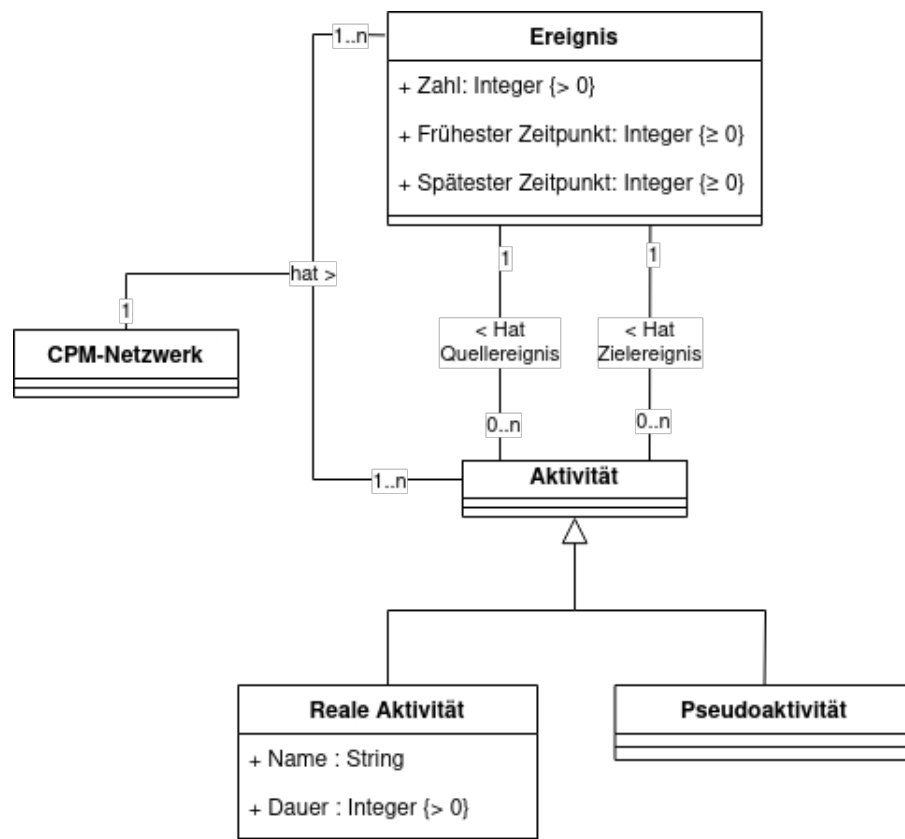 Ereignis
1..n
+ Zahl: Integer {> 0}
+ Frühester Zeitpunkt: Integer {≥ 0}
+ Spätester Zeitpunkt: Integer {≥ 0}
1
1
hat >
1
< Hat
Quellereignis
< Hat
Zielereignis
CPM-Netzwerk
0..n
0..n
Aktivität
1..n
Reale Aktivität
+ Name : String
+ Dauer : Integer {> 0}
Pseudoaktivität